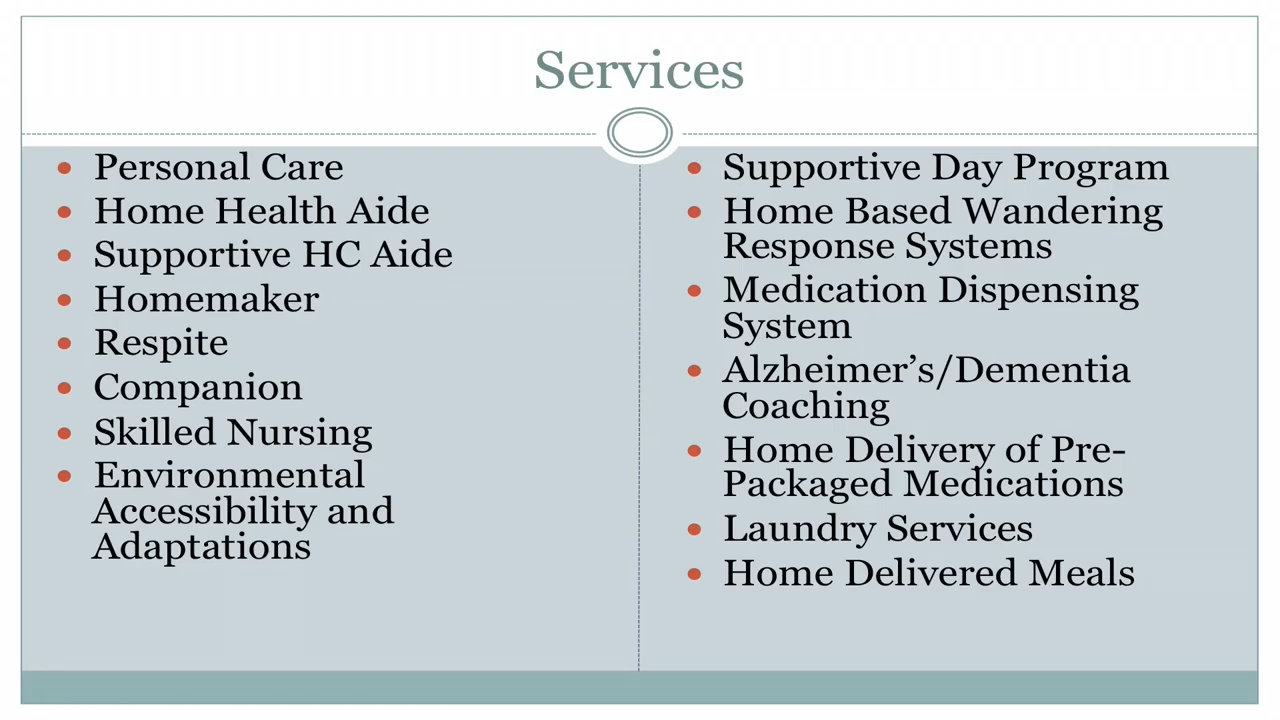 Services
Personal Care
Home Health Aide
Supportive HC Aide
Homemaker
Respite
Companion
Skilled Nursing
Environmental
Accessibility and
Adaptations
Supportive Day Program
Home Based Wandering
Response Systems
Medication Dispensing
System
Alzheimer’s/Dementia
Coaching
Home Delivery of Pre-
Packaged Medications
Laundry Services
Home Delivered Meals